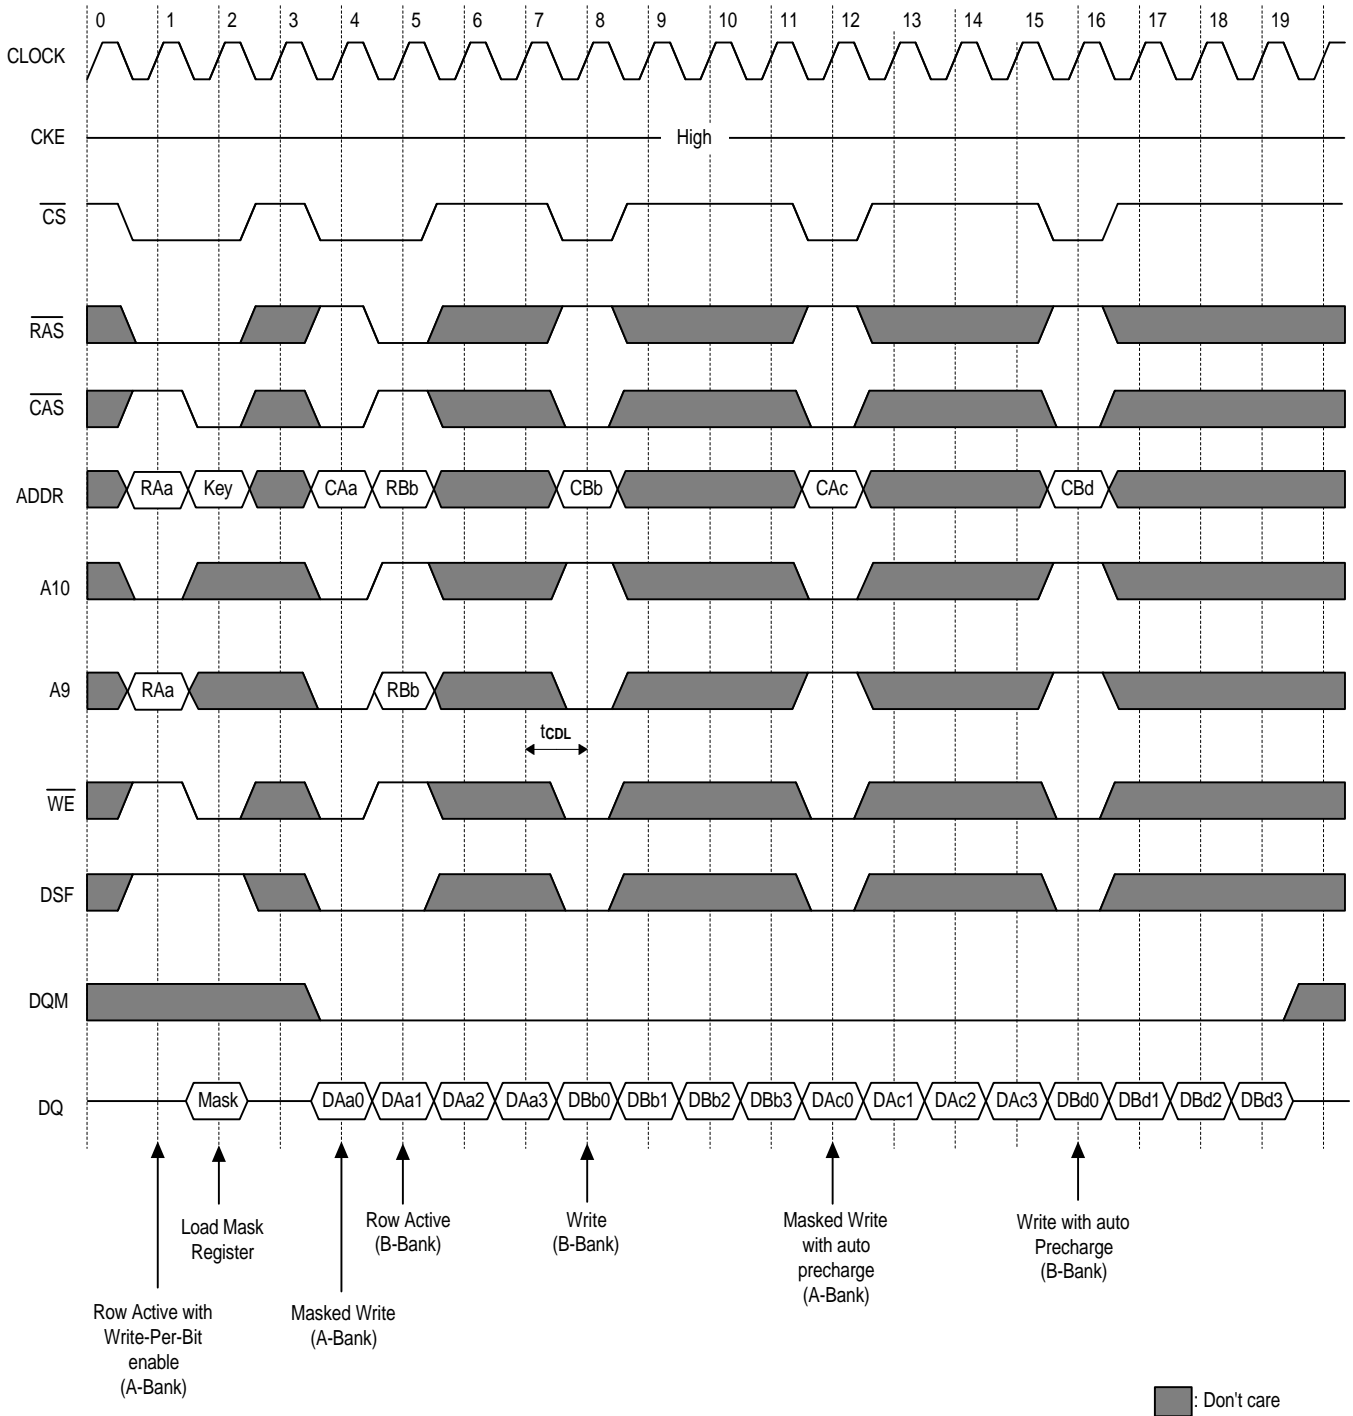 0 1 2 3 4 5 6 7 8 9 10 11 12 13 14 15 16 17 18 19
CLOCK
CKE High
CS
RAS
CAS
ADDR RAa Key CAa RBb CBb CAc CBd
A10
A9 RAa RBb
tCDL
WE
DSF
DQM
DQ Mask DAa0 DAa1 DAa2 DAa3 DBb0 DBb1 DBb2 DBb3 DAc0 DAc1 DAc2 DAc3 DBd0 DBd1 DBd2 DBd3
Row Active with
Write-Per-Bit
enable
(A-Bank)
Load Mask
Register
Masked Write
(A-Bank)
Row Active
(B-Bank)
Write
(B-Bank)
Masked Write
with auto
precharge
(A-Bank)
Write with auto
Precharge
(B-Bank)
: Don't care